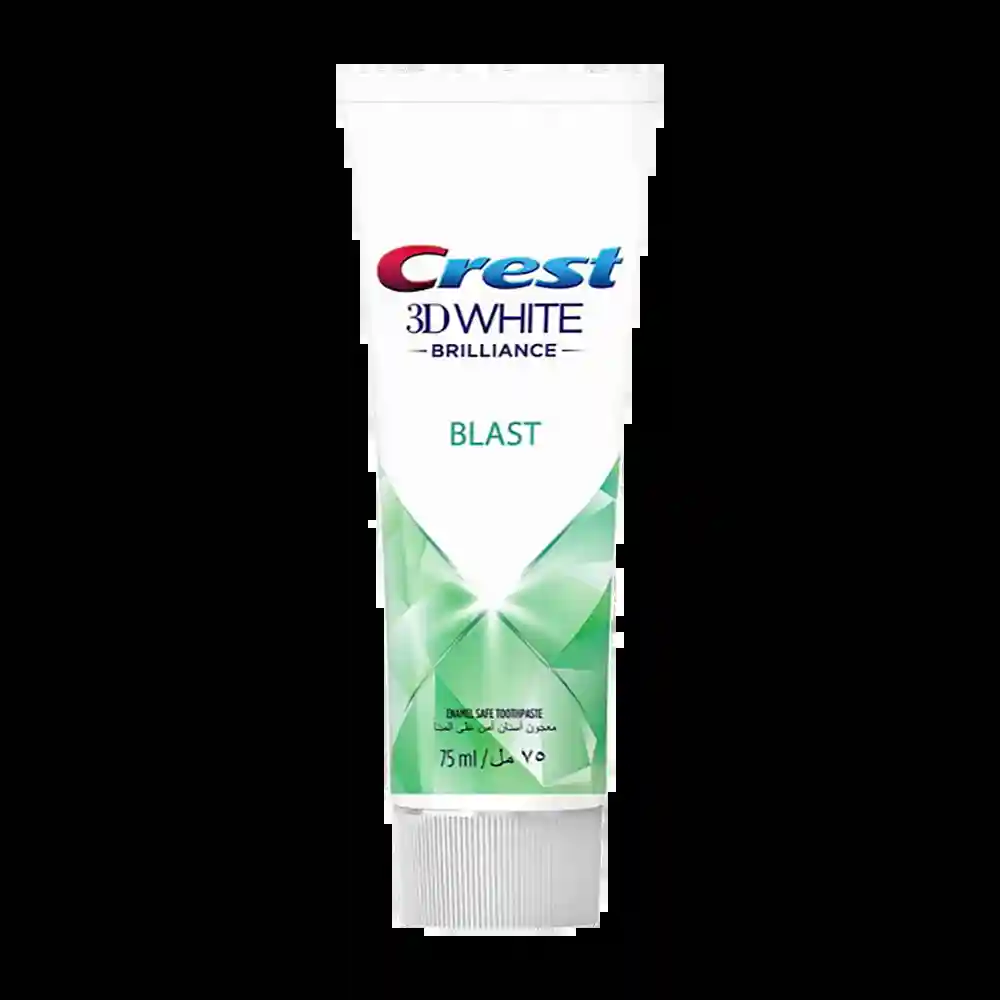 Crest
3D WHITE
BRILLIANCE
BLAST
ENAMEL SAFE TOOTHPASTE
معجون أسنان آمن على المينا
75 ml / ٧٥ مل